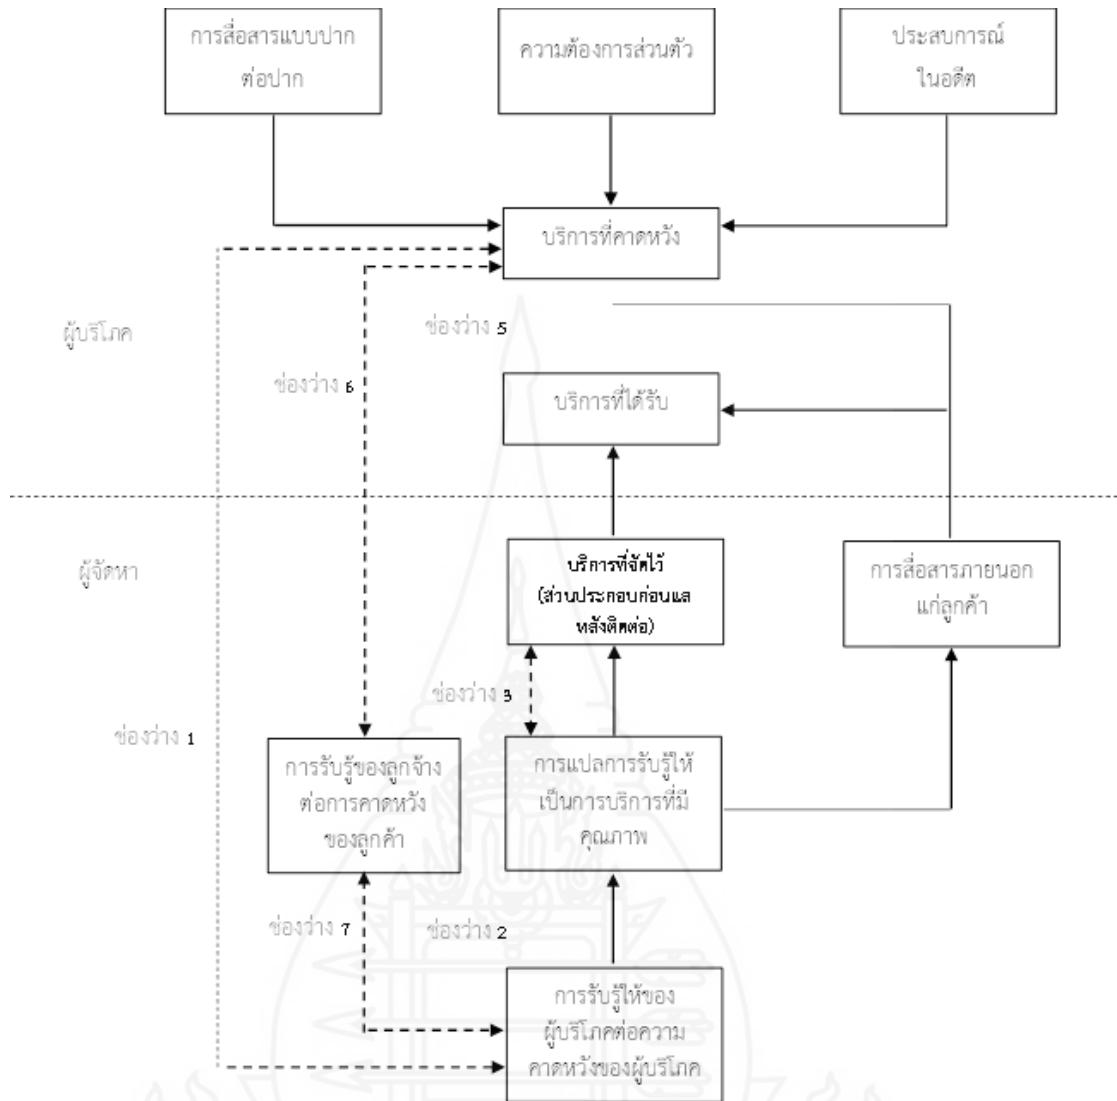 การสื่อสารแบบปาก
ต่อปาก
ความต้องการส่วนตัว
ประสบการณ์
ในอดีต
บริการที่คาดหวัง
ช่องว่าง 5
ผู้บริโภค
ช่องว่าง 6
บริการที่ได้รับ
ผู้จัดหา
บริการที่จัดไว้
(ส่วนประกอบก่อนแล
หลังติดต่อ)
การสื่อสารภายนอก
แก่ลูกค้า
ช่องว่าง 3
ช่องว่าง 1
การรับรู้ของลูกจ้าง
ต่อการคาดหวัง
ของลูกค้า
การแปลการรับรู้ให้
เป็นการบริการที่มี
คุณภาพ
ช่องว่าง 7
ช่องว่าง 2
การรับรู้ให้ของ
ผู้บริโภคต่อความ
คาดหวังของผู้บริโภค